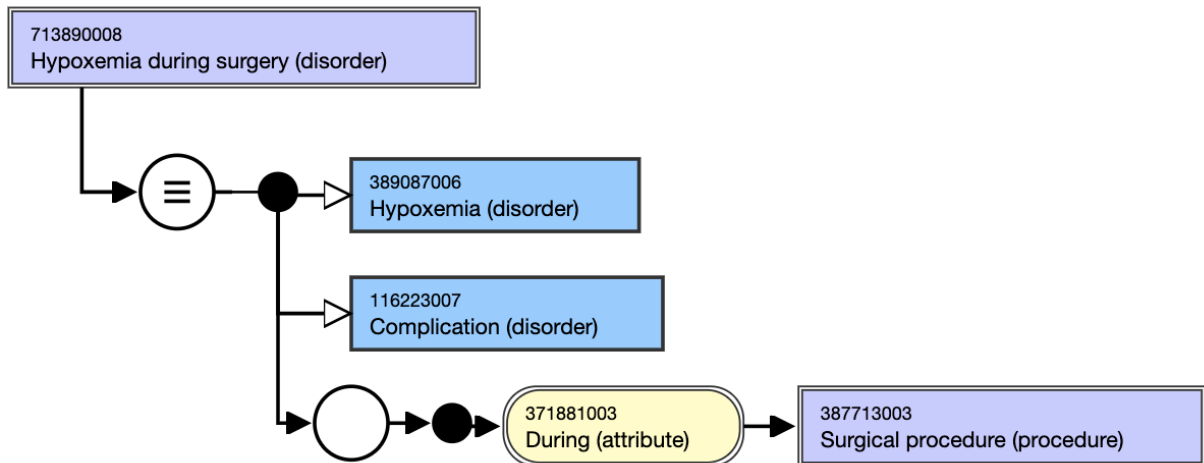 713890008
Hypoxemia during surgery (disorder)
389087006
Hypoxemia (disorder)
116223007
Complication (disorder)
371881003
During (attribute)
387713003
Surgical procedure (procedure)